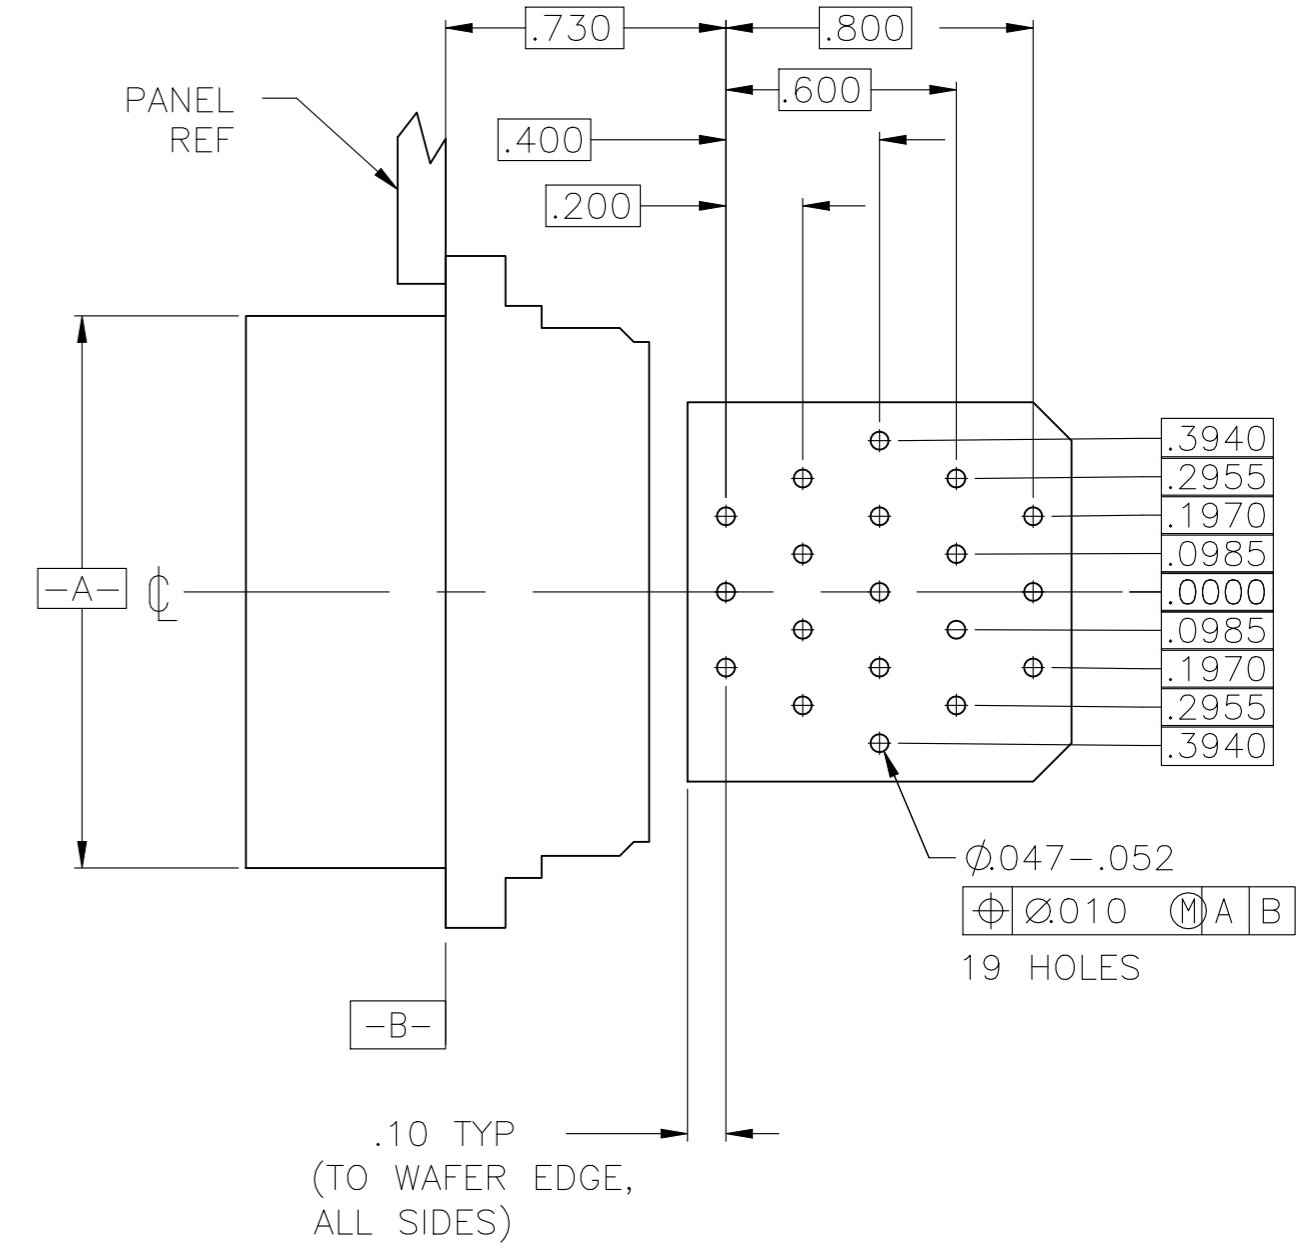 .730
.800
.600
PANEL
REF
.400
.200
.3940
.2955
.1970
.0985
-A-
℄
.0000
.0985
.1970
.2955
.3940
⌀.047-.052
⌖ ⌀.010 Ⓜ A B
19 HOLES
-B-
.10 TYP
(TO WAFER EDGE,
ALL SIDES)